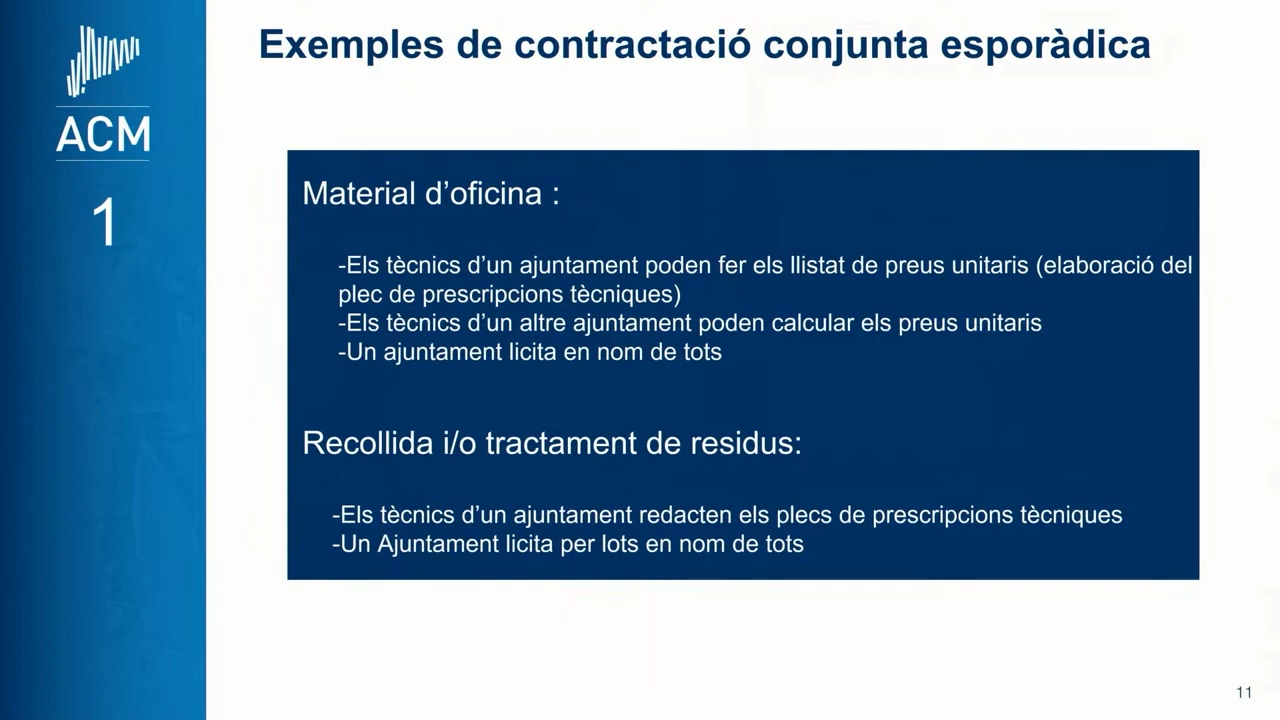 Exemples de contractació conjunta esporàdica
ACM
1
Material d’oficina :
-Els tècnics d’un ajuntament poden fer els llistat de preus unitaris (elaboració del
plec de prescripcions tècniques)
-Els tècnics d’un altre ajuntament poden calcular els preus unitaris
-Un ajuntament licita en nom de tots
Recollida i/o tractament de residus:
-Els tècnics d’un ajuntament redacten els plecs de prescripcions tècniques
-Un Ajuntament licita per lots en nom de tots
11